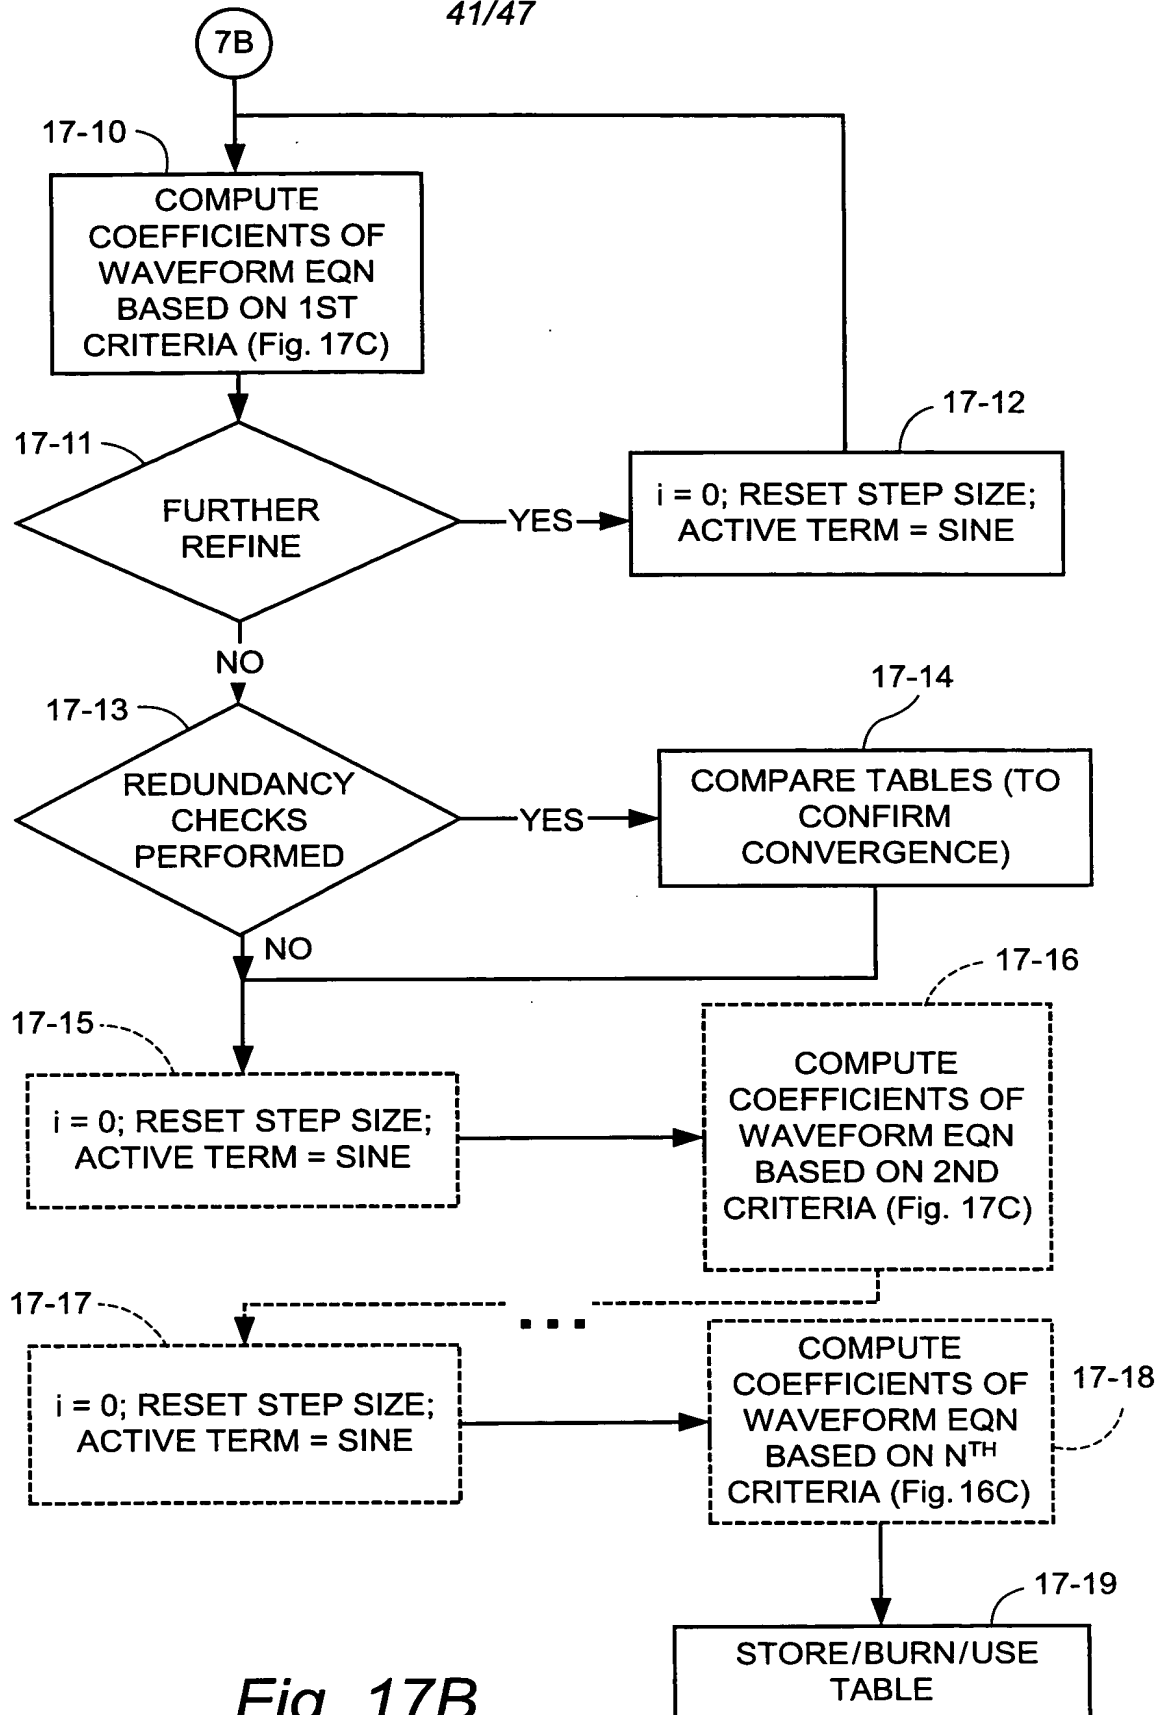 41/47
7B
17-10
COMPUTE
COEFFICIENTS OF
WAVEFORM EQN
BASED ON 1ST
CRITERIA (Fig. 17C)
17-11
FURTHER
REFINE
YES
17-12
i = 0; RESET STEP SIZE;
ACTIVE TERM = SINE
NO
17-13
REDUNDANCY
CHECKS
PERFORMED
YES
17-14
COMPARE TABLES (TO
CONFIRM
CONVERGENCE)
NO
17-15
i = 0; RESET STEP SIZE;
ACTIVE TERM = SINE
17-16
COMPUTE
COEFFICIENTS OF
WAVEFORM EQN
BASED ON 2ND
CRITERIA (Fig. 17C)
17-17
i = 0; RESET STEP SIZE;
ACTIVE TERM = SINE
...
17-18
COMPUTE
COEFFICIENTS OF
WAVEFORM EQN
BASED ON NTH
CRITERIA (Fig. 16C)
17-19
STORE/BURN/USE
TABLE
Fig. 17B